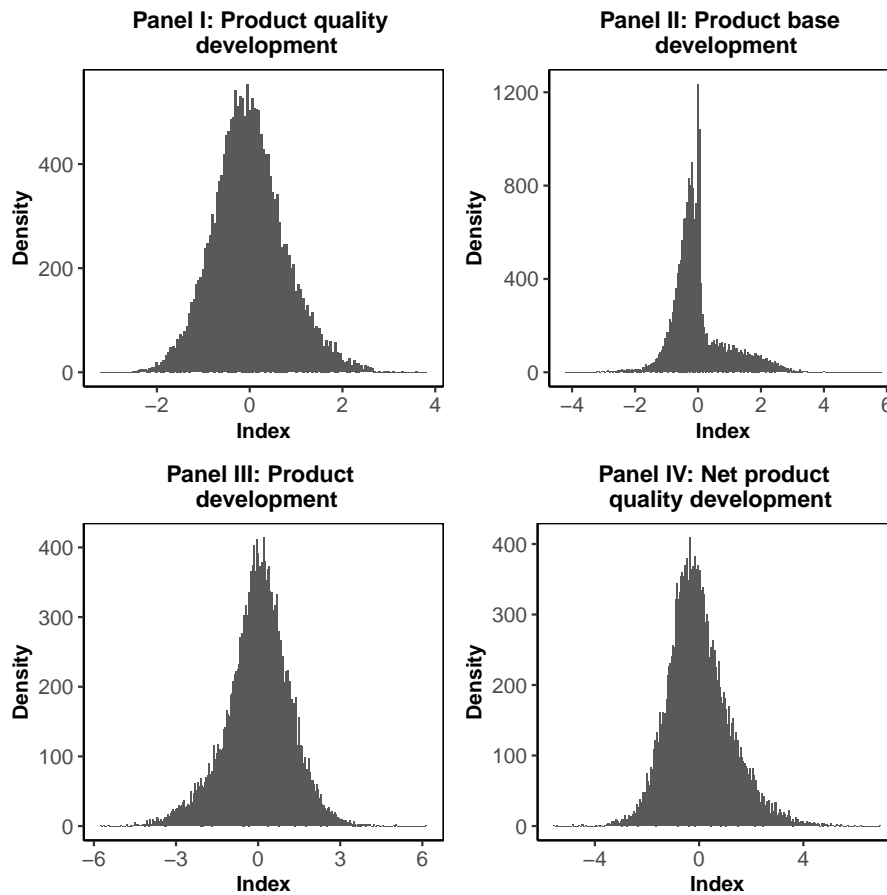 Panel I: Product quality
development
Density
400
200
0
−2
0
2
4
Index
Panel II: Product base
development
Density
1200
800
400
0
−4
−2
0
2
4
6
Index
Panel III: Product
development
Density
400
300
200
100
0
−6
−3
0
3
6
Index
Panel IV: Net product
quality development
Density
400
300
200
100
0
−4
0
4
Index